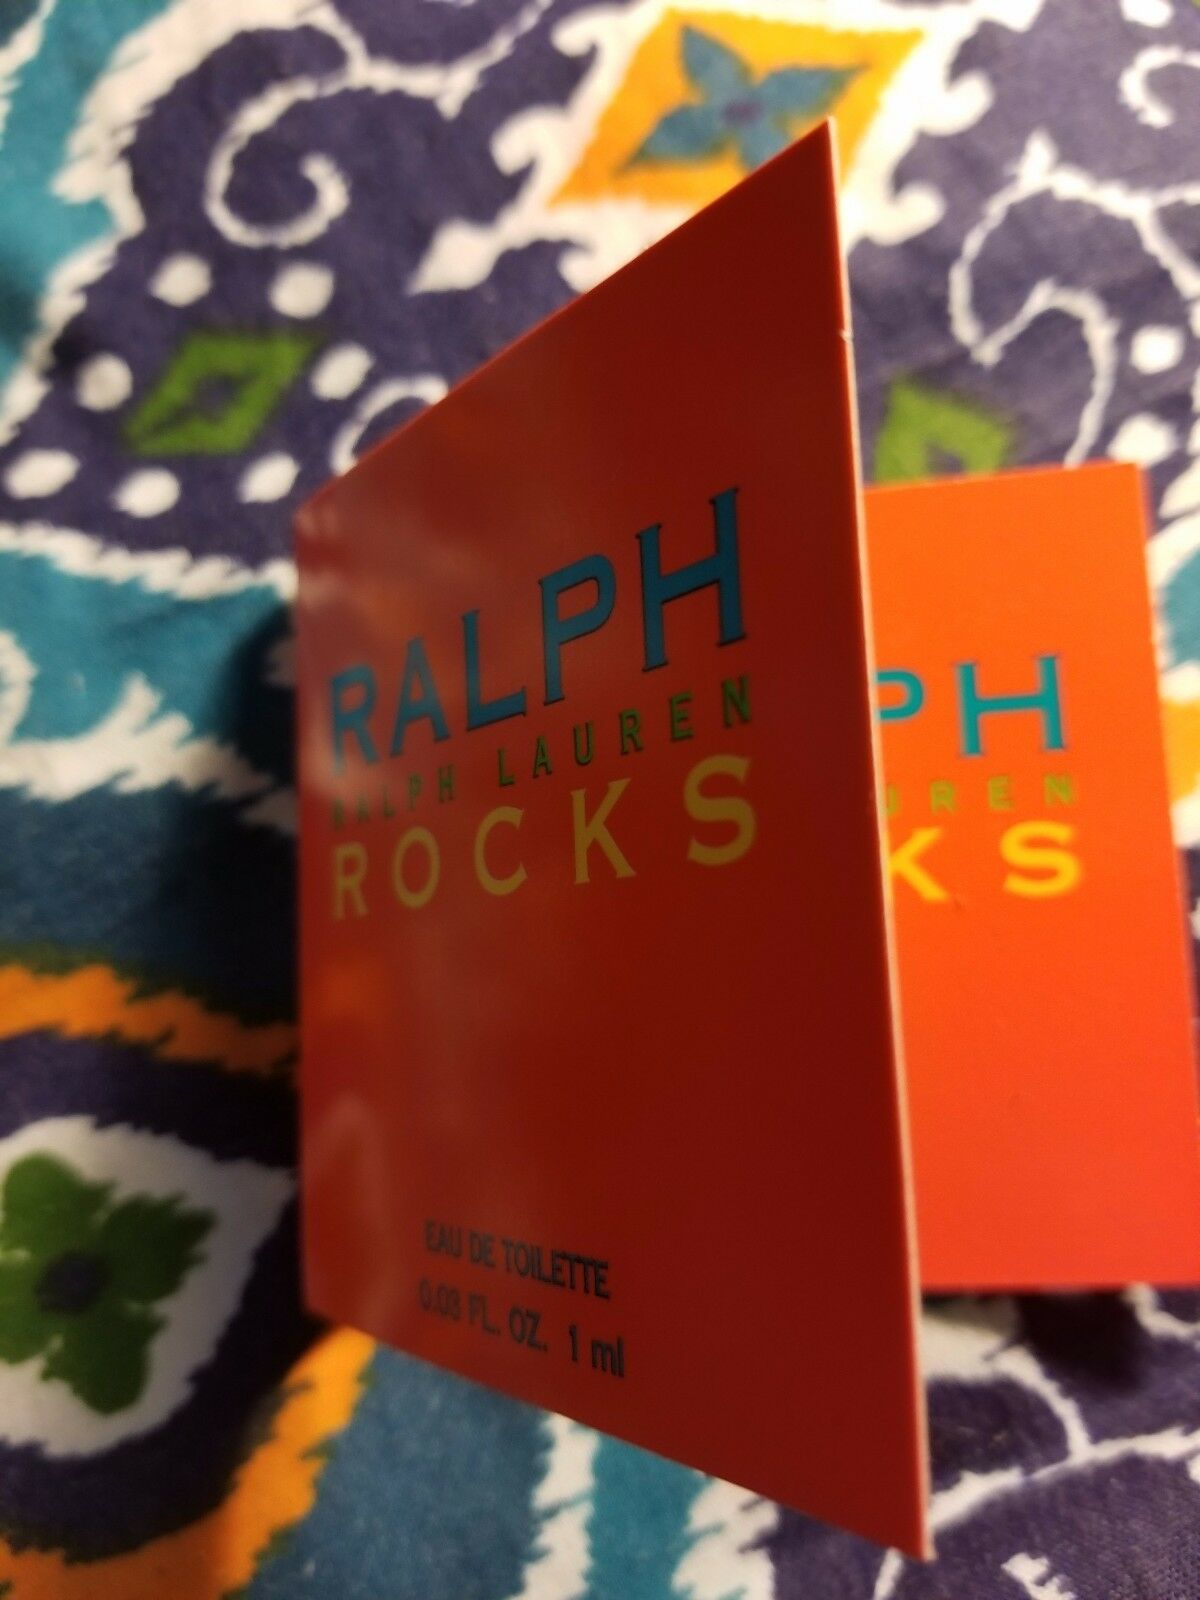 RALPH
RALPH LAUREN
ROCKS
EAU DE TOILETTE
0.03 FL. OZ. 1 ml
PH
UREN
KS